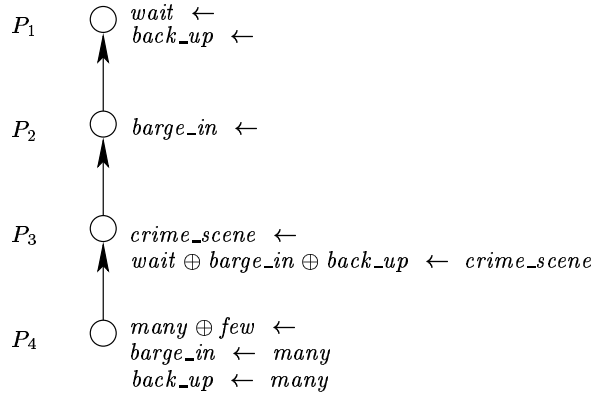 P₁ wait ←
back_up ←
P₂ barge_in ←
P₃ crime_scene ←
wait ⊕ barge_in ⊕ back_up ← crime_scene
P₄ many ⊕ few ←
barge_in ← many
back_up ← many